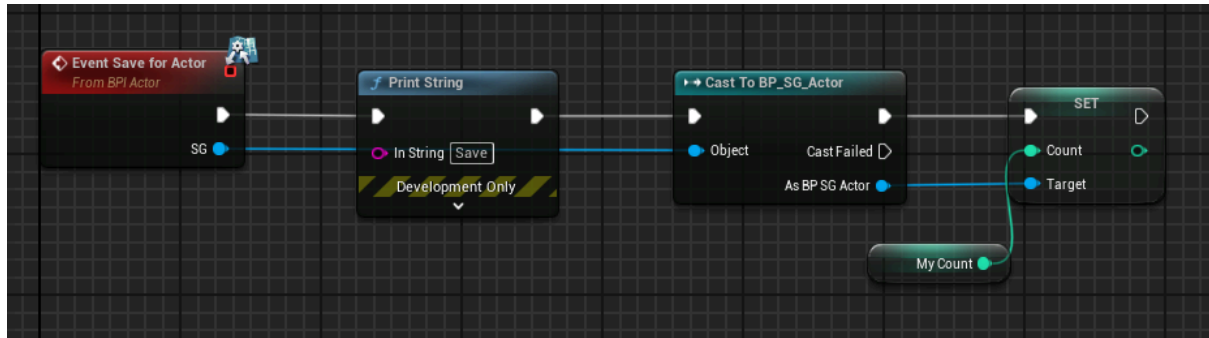 Event Save for Actor
From BPI Actor
SG
Print String
In String Save
Development Only
Cast To BP_SG_Actor
Object Cast Failed
As BP SG Actor
SET
Count
Target
My Count